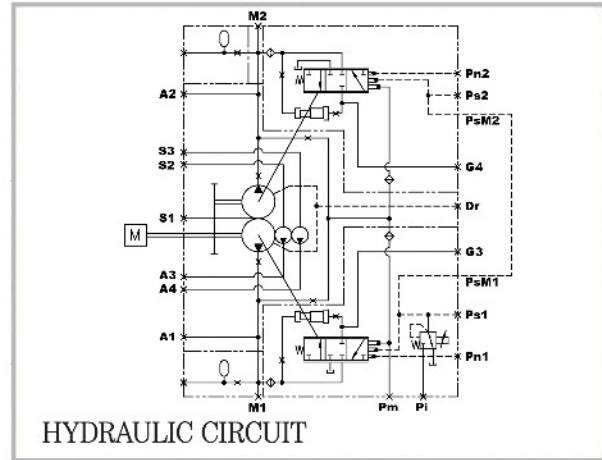 M2
Pn2
A2
Ps2
PsM2
S3
S2
G4
Dr
S1
M
G3
A3
A4
PsM1
Ps1
A1
Pn1
M1
Pm
Pi
HYDRAULIC CIRCUIT